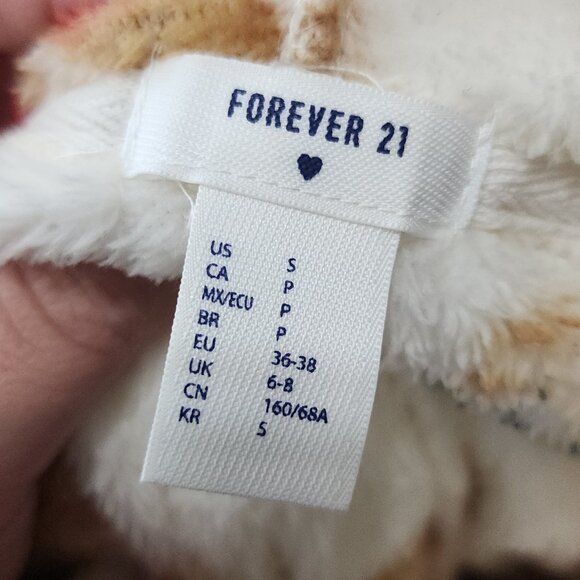 FOREVER 21
US S
CA P
MX/ECU P
BR P
EU 36-38
UK 6-8
CN 160/68A
KR S